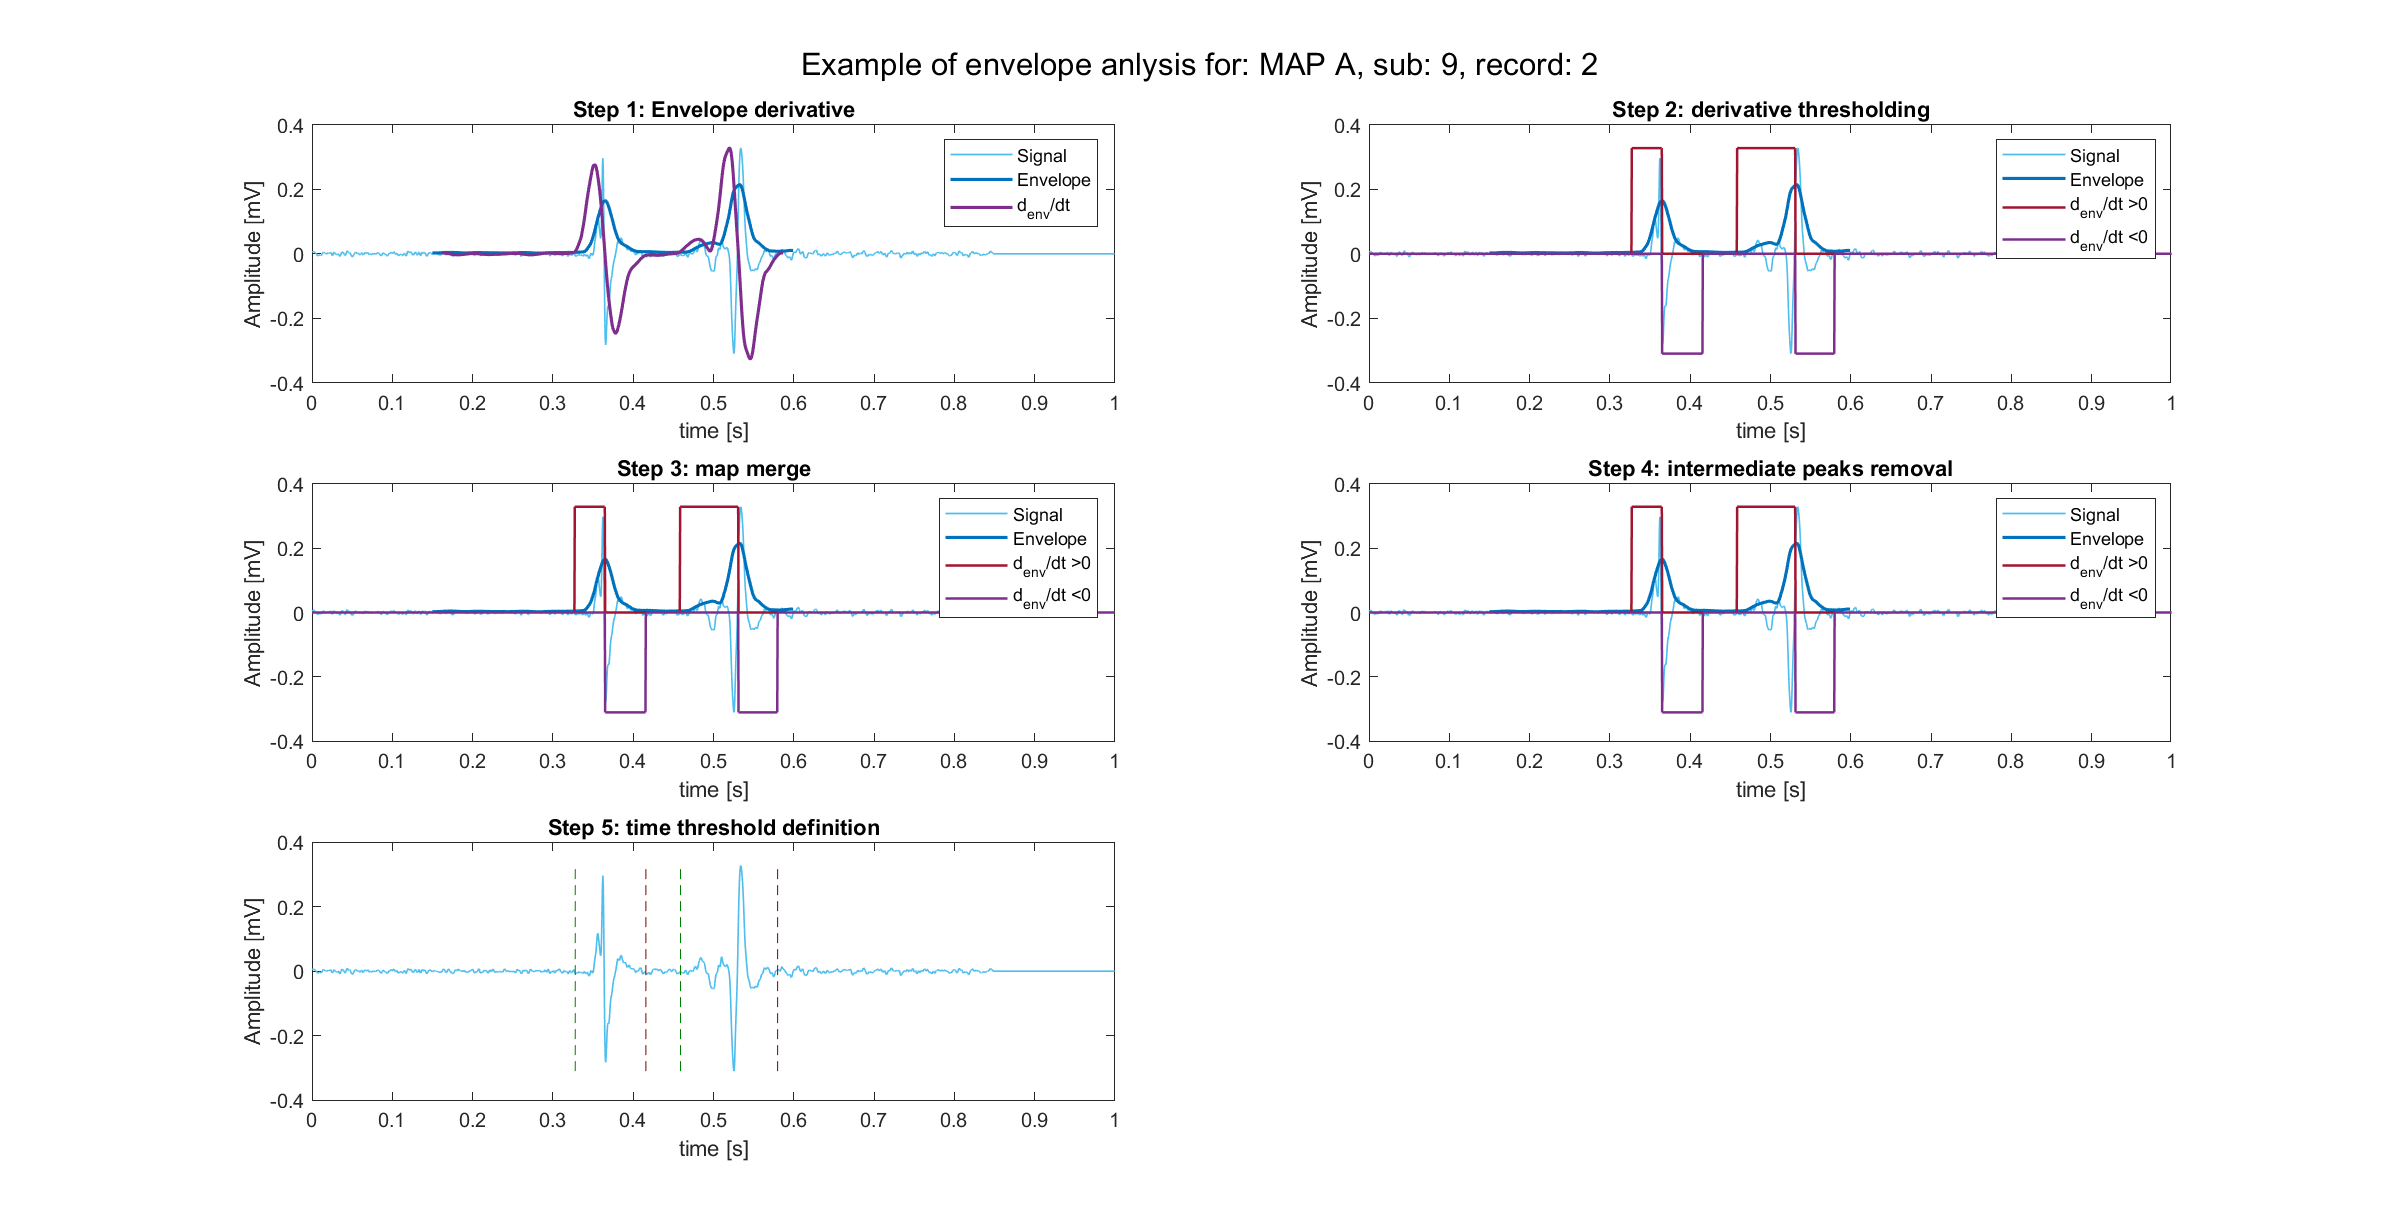 Example of envelope anlysis for: MAP A, sub: 9, record: 2
Step 1: Envelope derivative
Amplitude [mV]
0.4
0.2
0
-0.2
-0.4
0 0.1 0.2 0.3 0.4 0.5 0.6 0.7 0.8 0.9 1
time [s]
Signal
Envelope
d_env/dt
Step 2: derivative thresholding
Amplitude [mV]
0.4
0.2
0
-0.2
-0.4
0 0.1 0.2 0.3 0.4 0.5 0.6 0.7 0.8 0.9 1
time [s]
Signal
Envelope
d_env/dt >0
d_env/dt <0
Step 3: map merge
Amplitude [mV]
0.4
0.2
0
-0.2
-0.4
0 0.1 0.2 0.3 0.4 0.5 0.6 0.7 0.8 0.9 1
time [s]
Signal
Envelope
d_env/dt >0
d_env/dt <0
Step 4: intermediate peaks removal
Amplitude [mV]
0.4
0.2
0
-0.2
-0.4
0 0.1 0.2 0.3 0.4 0.5 0.6 0.7 0.8 0.9 1
time [s]
Signal
Envelope
d_env/dt >0
d_env/dt <0
Step 5: time threshold definition
Amplitude [mV]
0.4
0.2
0
-0.2
-0.4
0 0.1 0.2 0.3 0.4 0.5 0.6 0.7 0.8 0.9 1
time [s]